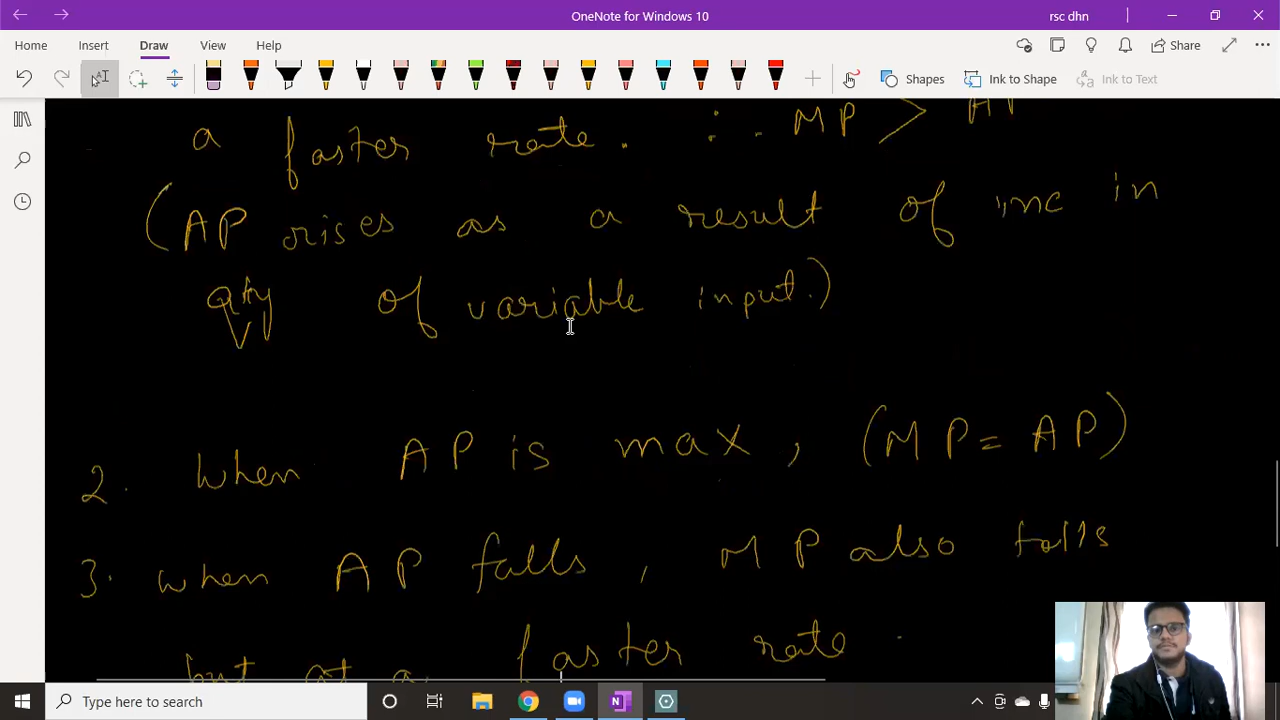 OneNote for Windows 10
rsc dhn
Home Insert Draw View Help
Share
Shapes
Ink to Shape
Ink to Text
a faster rate. ∴ MP > AP
(AP rises as a result of inc in
qty of variable input.)
2. When AP is max, (MP = AP)
3. when AP falls, MP also falls
but at a faster rate.
Type here to search